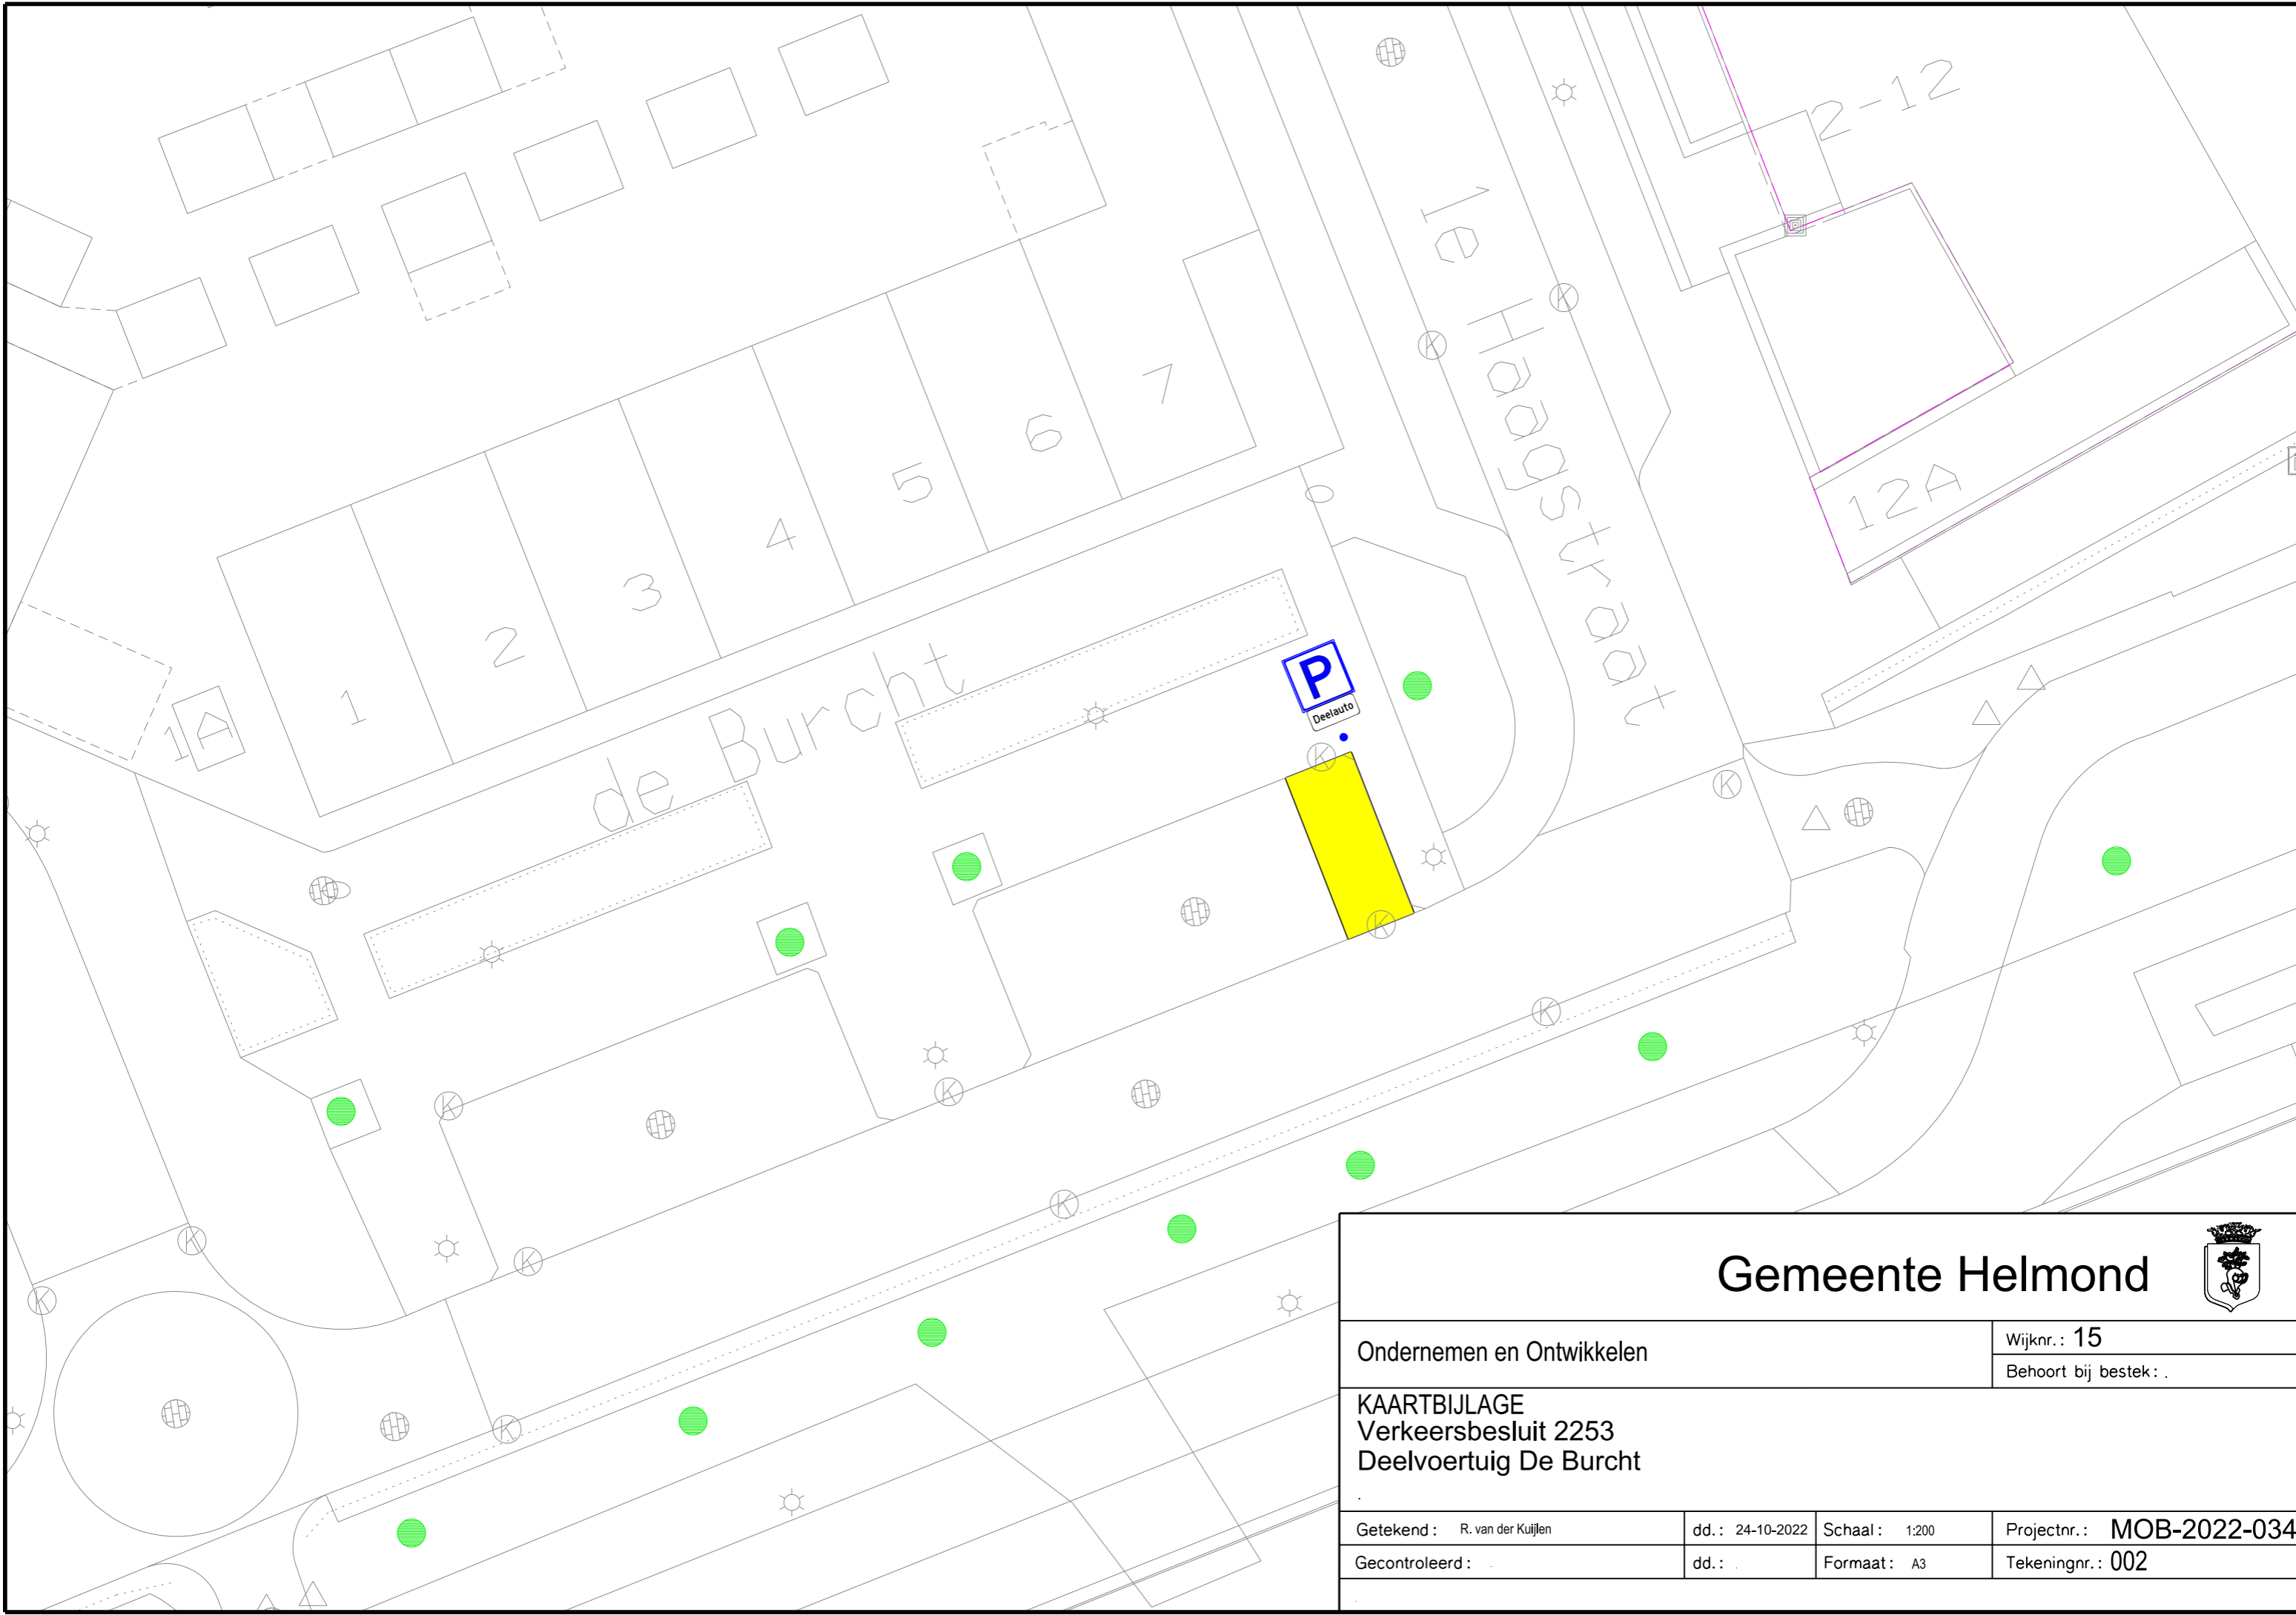 2-12
1e Haagstraat
12A
7
6
5
4
3
2
1
1A
de Burcht
P
Deelauto
K
K
K
K
K
K
K
K
K
K
K
K
K
Gemeente Helmond
Ondernemen en Ontwikkelen
Wijknr.: 15
Behoort bij bestek: .
KAARTBIJLAGE
Verkeersbesluit 2253
Deelvoertuig De Burcht
.
Getekend: R. van der Kuijlen dd.: 24-10-2022 Schaal: 1:200 Projectnr.: MOB-2022-034
Gecontroleerd: . dd.: . Formaat: A3 Tekeningnr.: 002